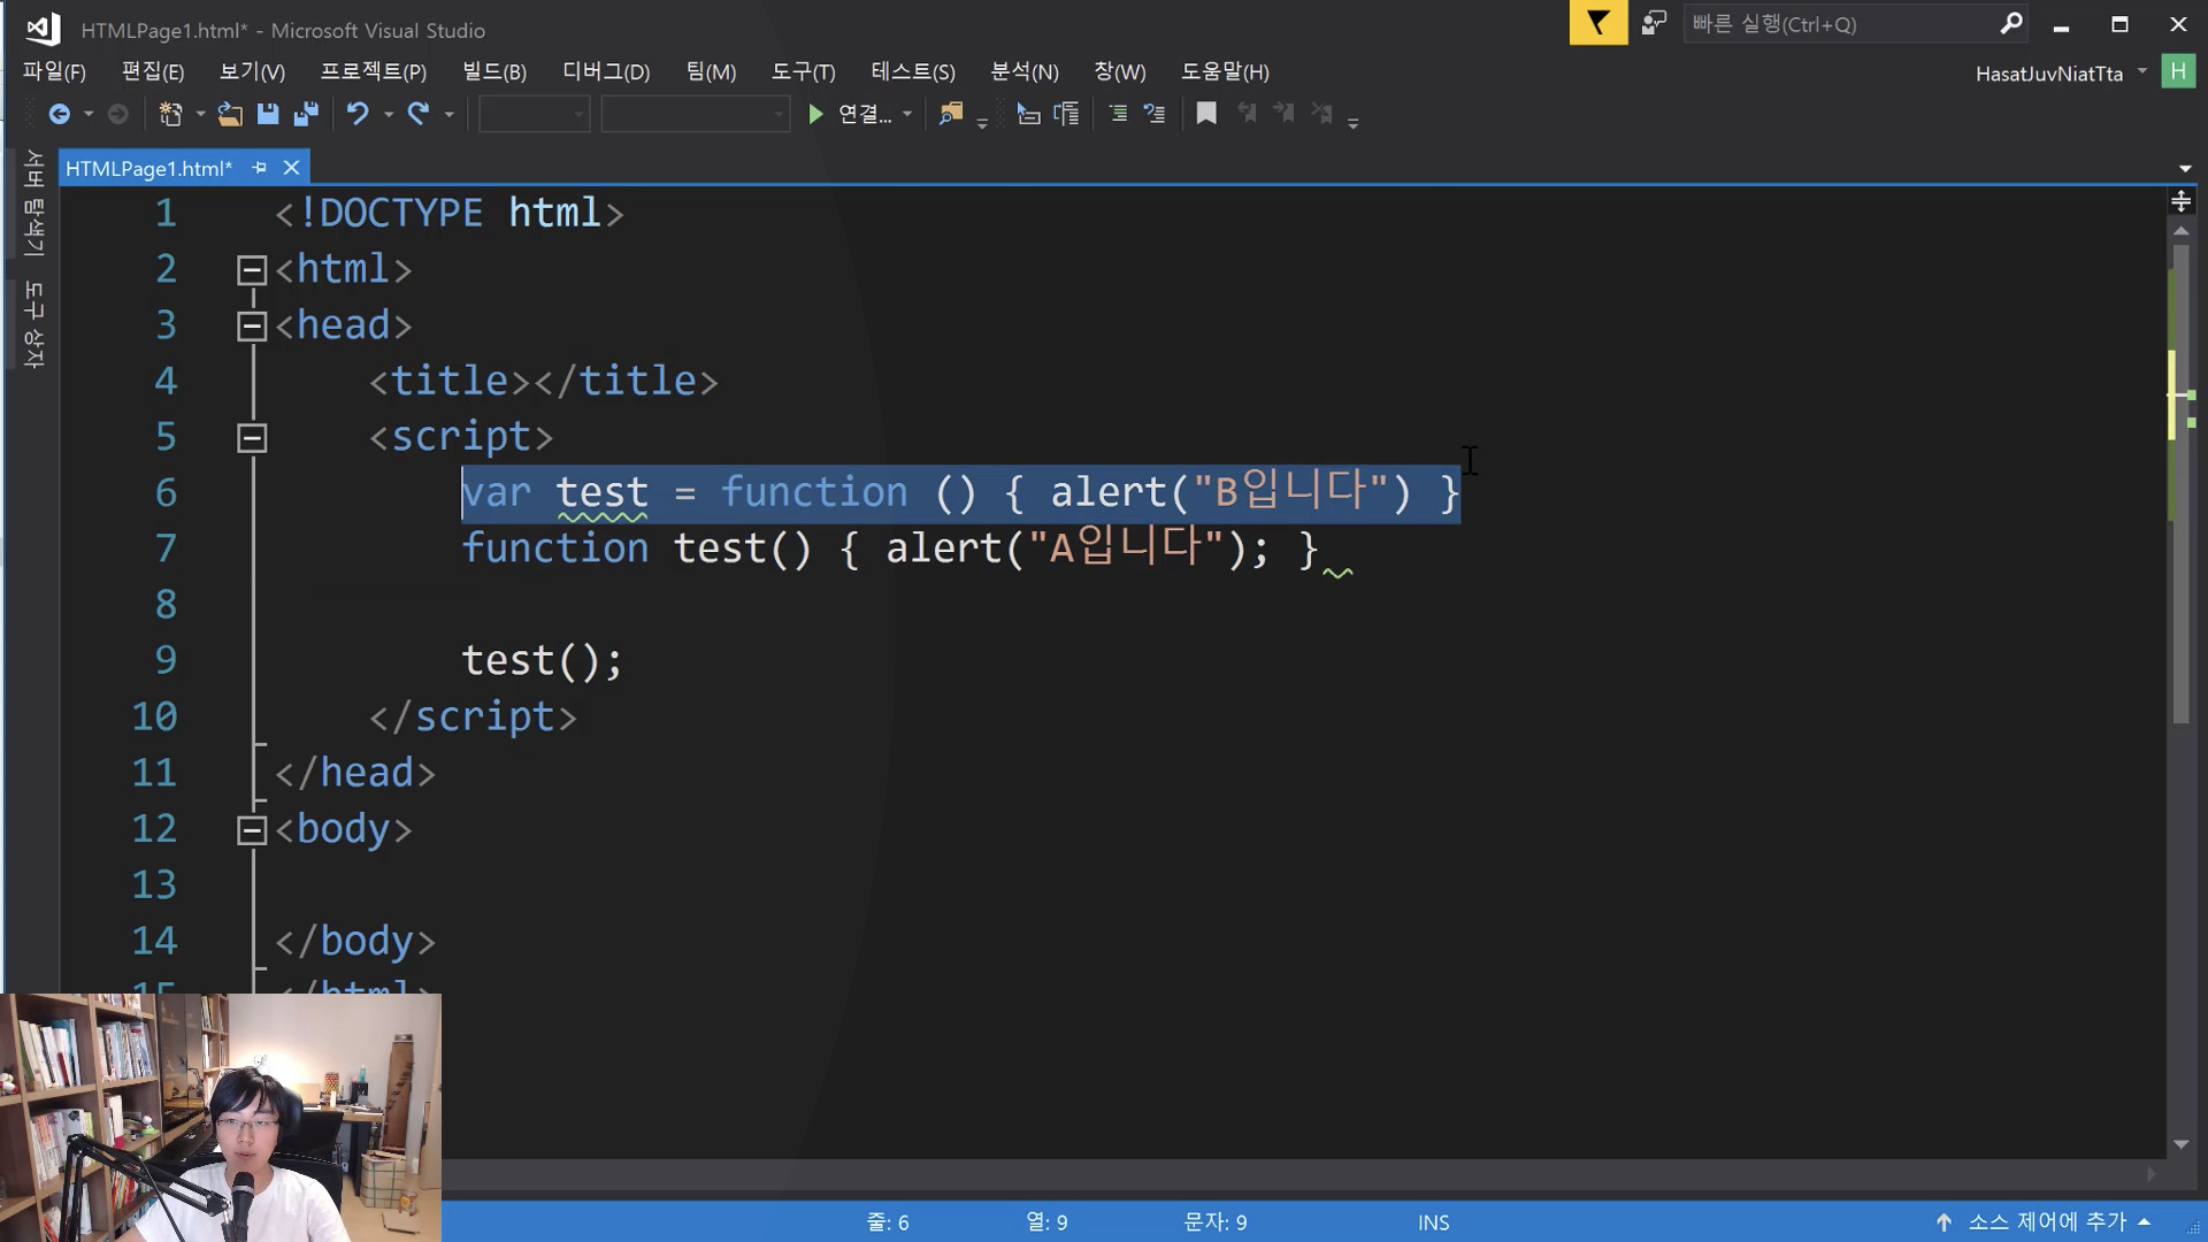 HTMLPage1.html* - Microsoft Visual Studio
빠른 실행(Ctrl+Q)
파일(F) 편집(E) 보기(V) 프로젝트(P) 빌드(B) 디버그(D) 팀(M) 도구(T) 테스트(S) 분석(N) 창(W) 도움말(H)
HasatJuvNiatTta H
연결...
서버 탐색기
도구 상자
HTMLPage1.html*
1 <!DOCTYPE html>
2 <html>
3 <head>
4 <title></title>
5 <script>
6 var test = function () { alert("B입니다") }
7 function test() { alert("A입니다"); }
8
9 test();
10 </script>
11 </head>
12 <body>
13
14 </body>
15 </html>
줄: 6 열: 9 문자: 9 INS 소스 제어에 추가